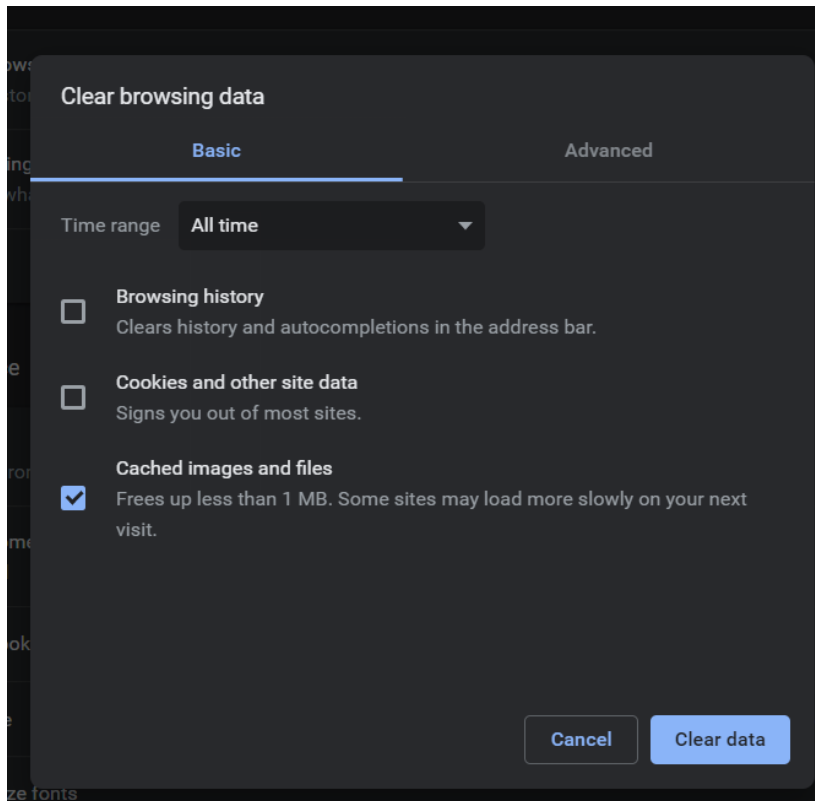 Clear browsing data
Basic
Advanced
Time range
All time
Browsing history
Clears history and autocompletions in the address bar.
Cookies and other site data
Signs you out of most sites.
Cached images and files
Frees up less than 1 MB. Some sites may load more slowly on your next
visit.
Cancel
Clear data
ze fonts